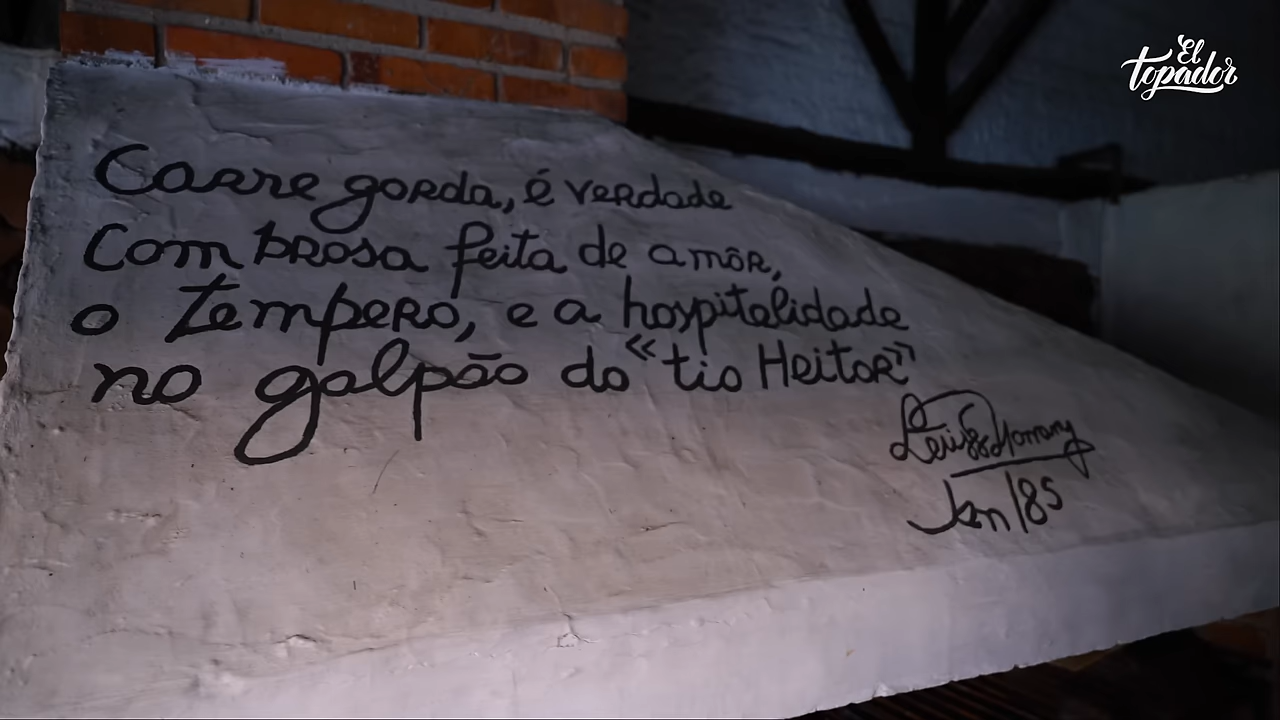 El
Topador
Carne gorda, é verdade
Com prosa feita de amôr,
o tempero, e a hospitalidade
no galpão do "tio Heitor"
Jan/85